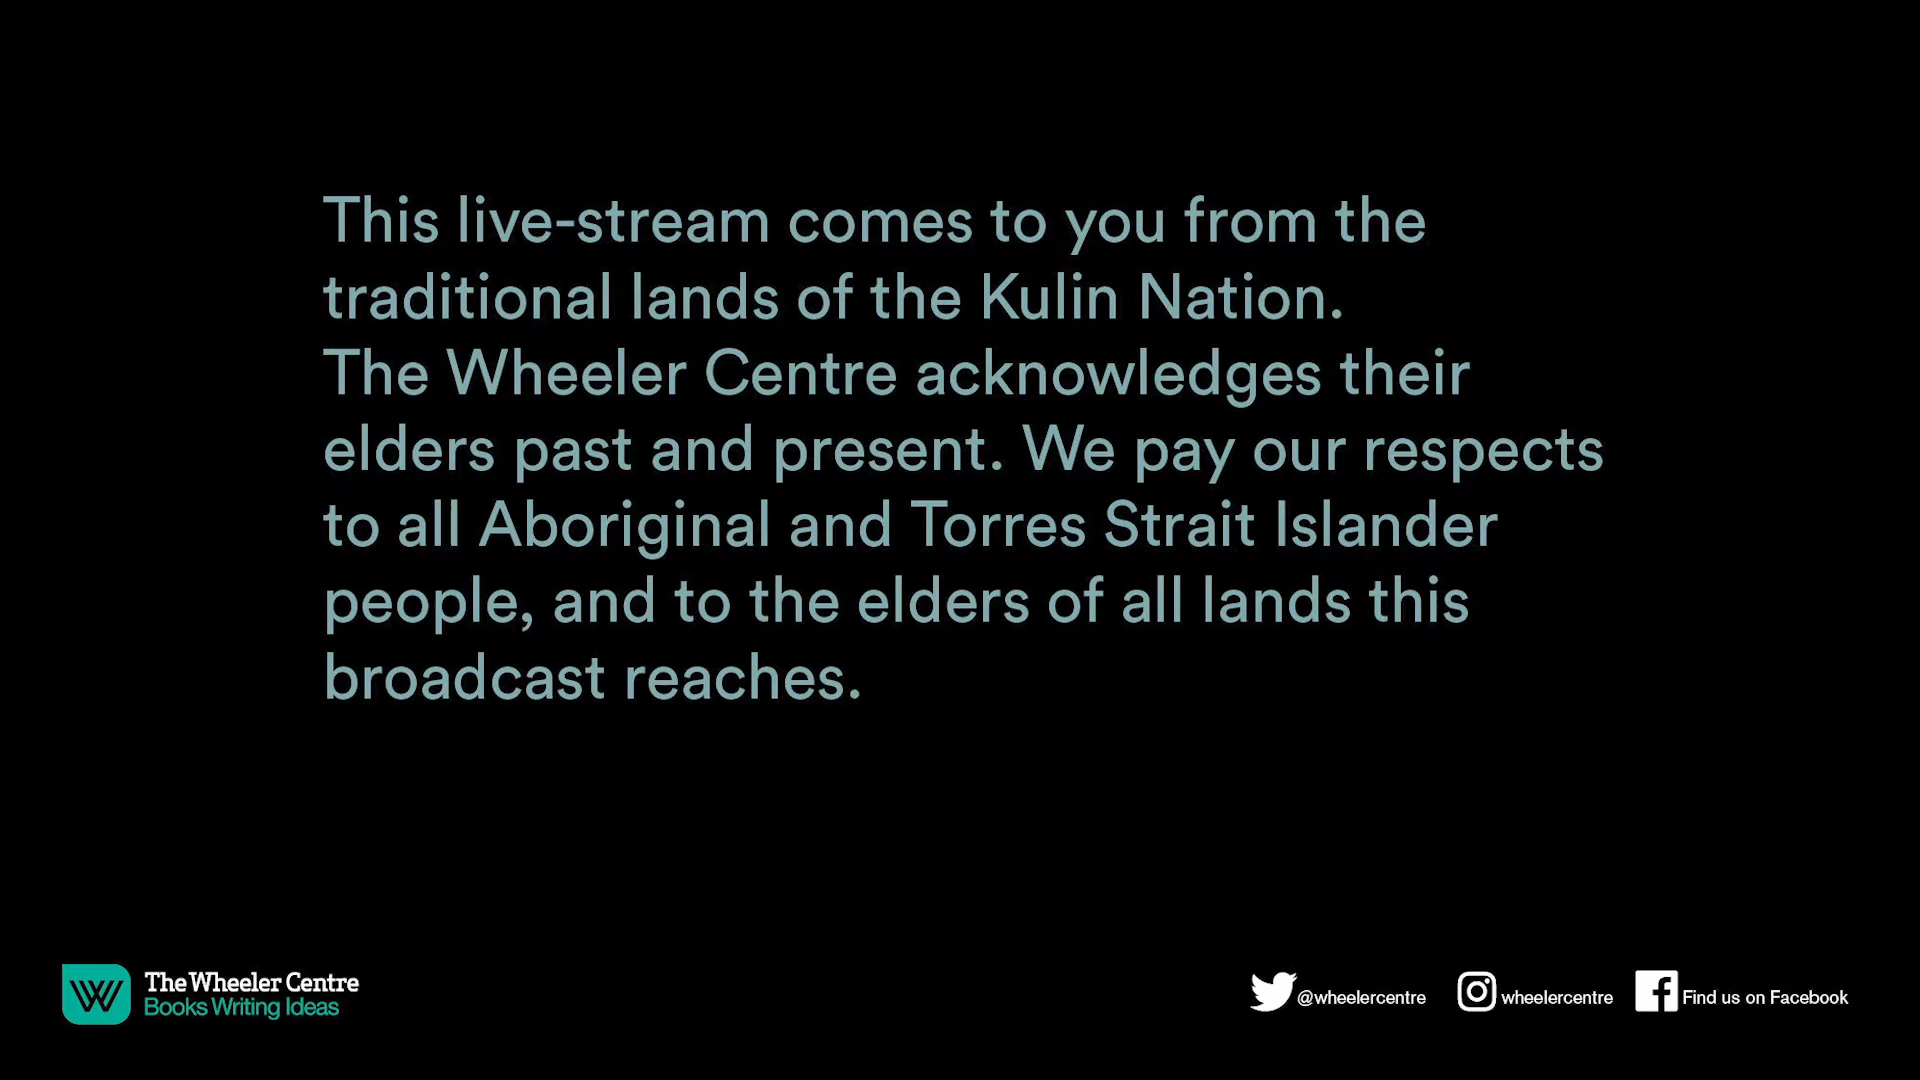 This live-stream comes to you from the
traditional lands of the Kulin Nation.
The Wheeler Centre acknowledges their
elders past and present. We pay our respects
to all Aboriginal and Torres Strait Islander
people, and to the elders of all lands this
broadcast reaches.
The Wheeler Centre
Books Writing Ideas
@wheelercentre
wheelercentre
Find us on Facebook